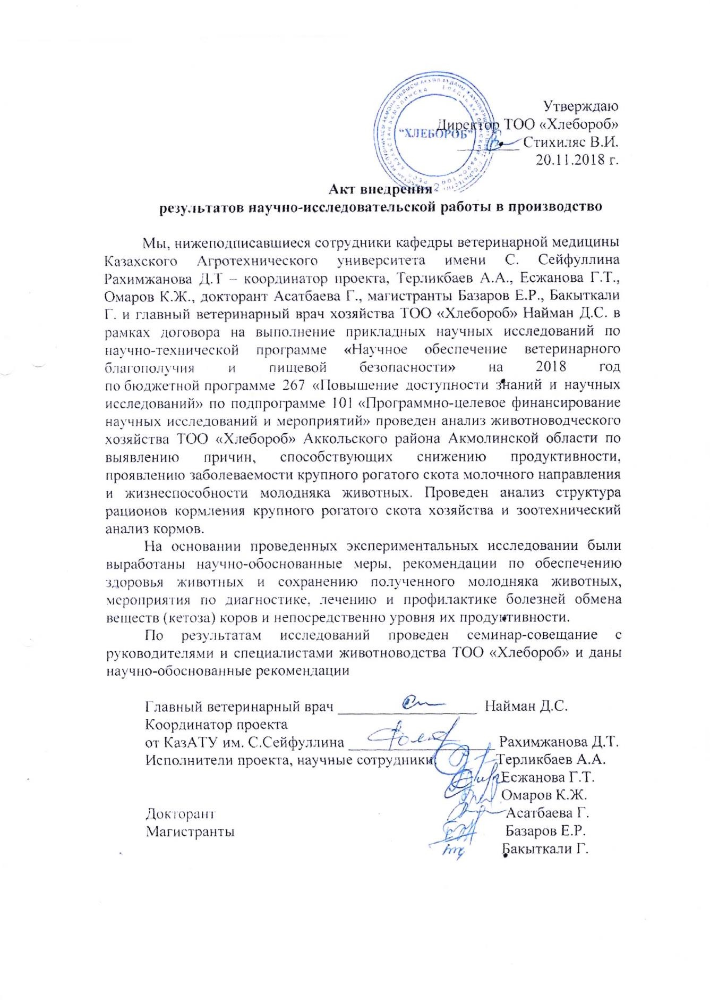 Утверждаю
Директор ТОО «Хлебороб»
"ХЛЕБОРОБ"
Стихиляс В.И.
20.11.2018 г.
Акт внедрения
результатов научно-исследовательской работы в производство
Мы, нижеподписавшиеся сотрудники кафедры ветеринарной медицины
Казахского Агротехнического университета имени С. Сейфуллина
Рахимжанова Д.Т – координатор проекта, Терликбаев А.А., Есжанова Г.Т.,
Омаров К.Ж., докторант Асатбаева Г., магистранты Базаров Е.Р., Бакыткали
Г. и главный ветеринарный врач хозяйства ТОО «Хлебороб» Найман Д.С. в
рамках договора на выполнение прикладных научных исследований по
научно-технической программе «Научное обеспечение ветеринарного
благополучия и пищевой безопасности» на 2018 год
по бюджетной программе 267 «Повышение доступности знаний и научных
исследований» по подпрограмме 101 «Программно-целевое финансирование
научных исследований и мероприятий» проведен анализ животноводческого
хозяйства ТОО «Хлебороб» Аккольского района Акмолинской области по
выявлению причин, способствующих снижению продуктивности,
проявлению заболеваемости крупного рогатого скота молочного направления
и жизнеспособности молодняка животных. Проведен анализ структура
рационов кормления крупного рогатого скота хозяйства и зоотехнический
анализ кормов.
На основании проведенных экспериментальных исследовании были
выработаны научно-обоснованные меры, рекомендации по обеспечению
здоровья животных и сохранению полученного молодняка животных,
мероприятия по диагностике, лечению и профилактике болезней обмена
веществ (кетоза) коров и непосредственно уровня их продуктивности.
По результатам исследований проведен семинар-совещание с
руководителями и специалистами животноводства ТОО «Хлебороб» и даны
научно-обоснованные рекомендации
Главный ветеринарный врач Найман Д.С.
Координатор проекта
от КазАТУ им. С.Сейфуллина Рахимжанова Д.Т.
Исполнители проекта, научные сотрудники: Терликбаев А.А.
Есжанова Г.Т.
Омаров К.Ж.
Докторант Асатбаева Г.
Магистранты Базаров Е.Р.
Бакыткали Г.